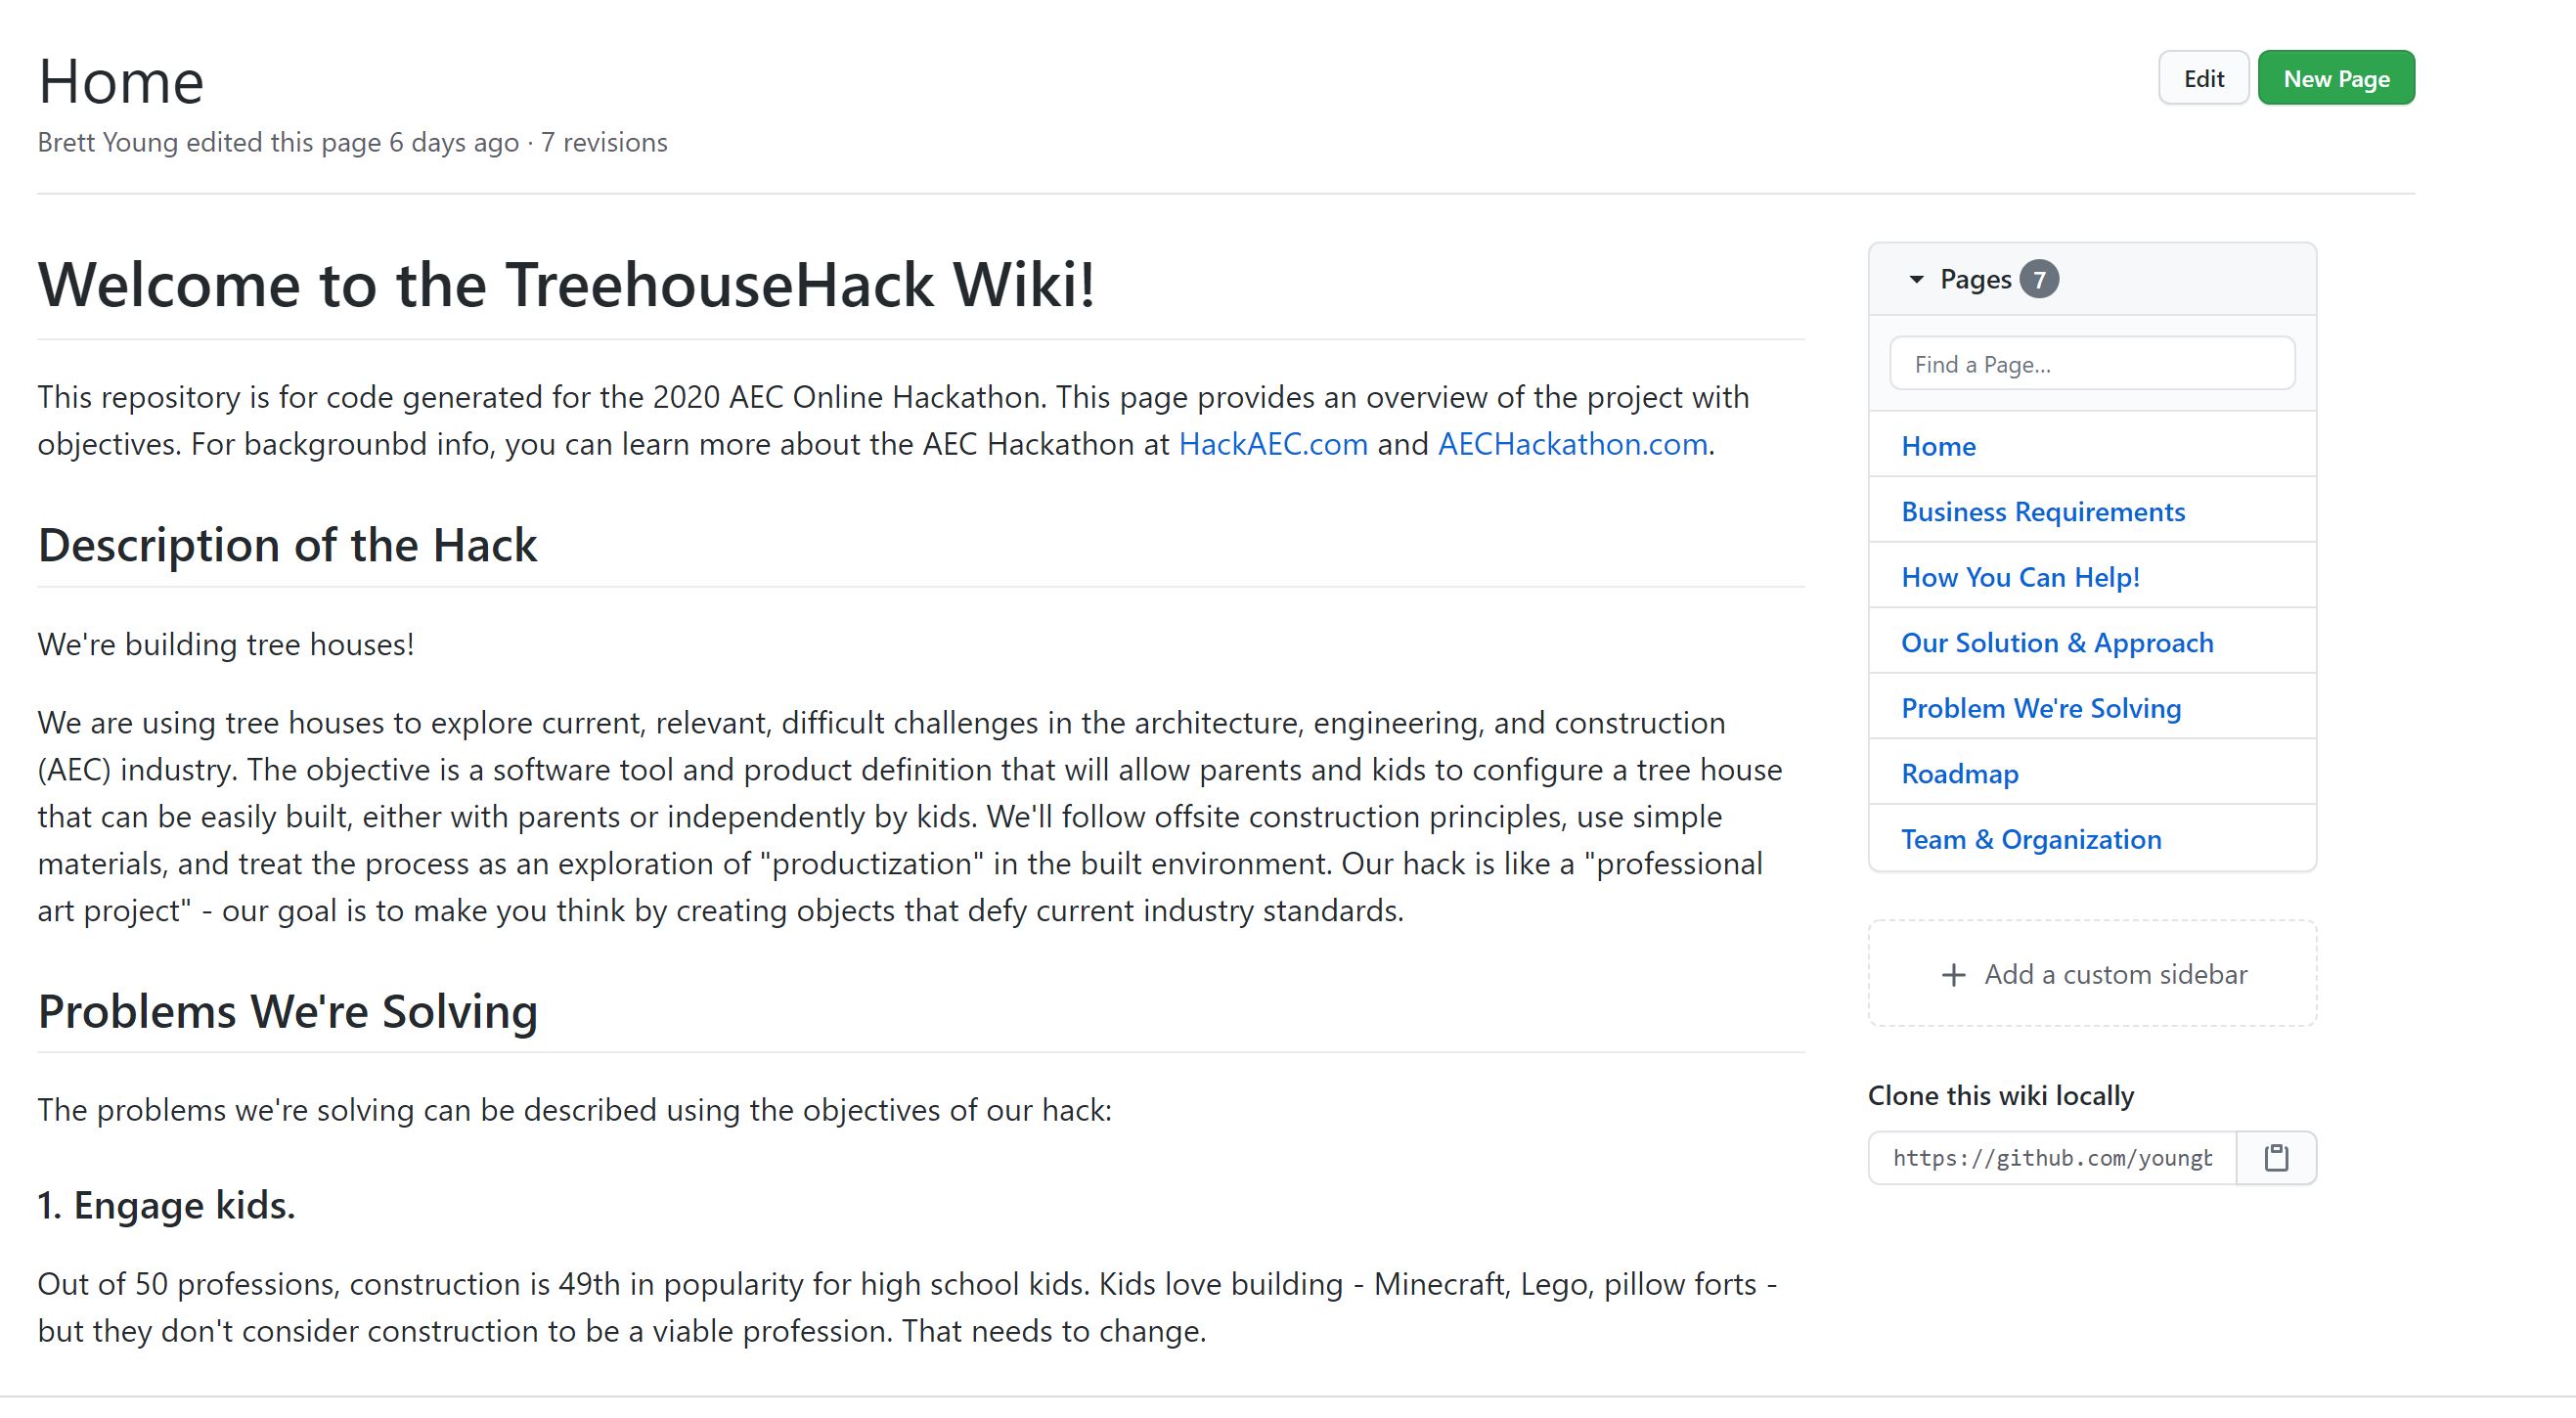 Home
Edit
New Page
Brett Young edited this page 6 days ago · 7 revisions
Welcome to the TreehouseHack Wiki!
This repository is for code generated for the 2020 AEC Online Hackathon. This page provides an overview of the project with
objectives. For backgrounbd info, you can learn more about the AEC Hackathon at HackAEC.com and AECHackathon.com.
Description of the Hack
We're building tree houses!
We are using tree houses to explore current, relevant, difficult challenges in the architecture, engineering, and construction
(AEC) industry. The objective is a software tool and product definition that will allow parents and kids to configure a tree house
that can be easily built, either with parents or independently by kids. We'll follow offsite construction principles, use simple
materials, and treat the process as an exploration of "productization" in the built environment. Our hack is like a "professional
art project" - our goal is to make you think by creating objects that defy current industry standards.
Problems We're Solving
The problems we're solving can be described using the objectives of our hack:
1. Engage kids.
Out of 50 professions, construction is 49th in popularity for high school kids. Kids love building - Minecraft, Lego, pillow forts -
but they don't consider construction to be a viable profession. That needs to change.
Pages 7
Find a Page...
Home
Business Requirements
How You Can Help!
Our Solution & Approach
Problem We're Solving
Roadmap
Team & Organization
+ Add a custom sidebar
Clone this wiki locally
https://github.com/young